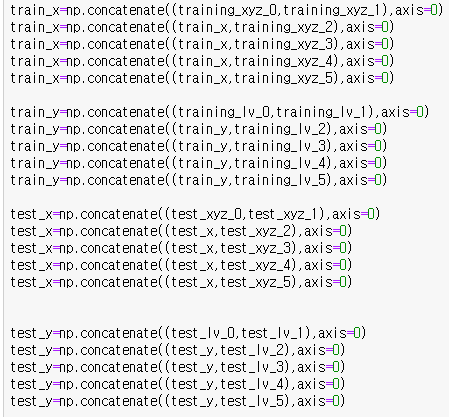 train_x=np.concatenate((training_xyz_0,training_xyz_1),axis=0)
train_x=np.concatenate((train_x,training_xyz_2),axis=0)
train_x=np.concatenate((train_x,training_xyz_3),axis=0)
train_x=np.concatenate((train_x,training_xyz_4),axis=0)
train_x=np.concatenate((train_x,training_xyz_5),axis=0)

train_y=np.concatenate((training_lv_0,training_lv_1),axis=0)
train_y=np.concatenate((train_y,training_lv_2),axis=0)
train_y=np.concatenate((train_y,training_lv_3),axis=0)
train_y=np.concatenate((train_y,training_lv_4),axis=0)
train_y=np.concatenate((train_y,training_lv_5),axis=0)

test_x=np.concatenate((test_xyz_0,test_xyz_1),axis=0)
test_x=np.concatenate((test_x,test_xyz_2),axis=0)
test_x=np.concatenate((test_x,test_xyz_3),axis=0)
test_x=np.concatenate((test_x,test_xyz_4),axis=0)
test_x=np.concatenate((test_x,test_xyz_5),axis=0)

test_y=np.concatenate((test_lv_0,test_lv_1),axis=0)
test_y=np.concatenate((test_y,test_lv_2),axis=0)
test_y=np.concatenate((test_y,test_lv_3),axis=0)
test_y=np.concatenate((test_y,test_lv_4),axis=0)
test_y=np.concatenate((test_y,test_lv_5),axis=0)